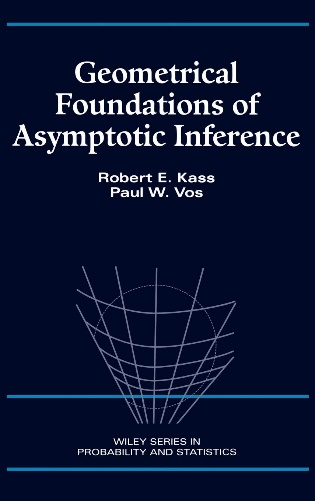 Geometrical
Foundations of
Asymptotic Inference
Robert E. Kass
Paul W. Vos
WILEY SERIES IN
PROBABILITY AND STATISTICS